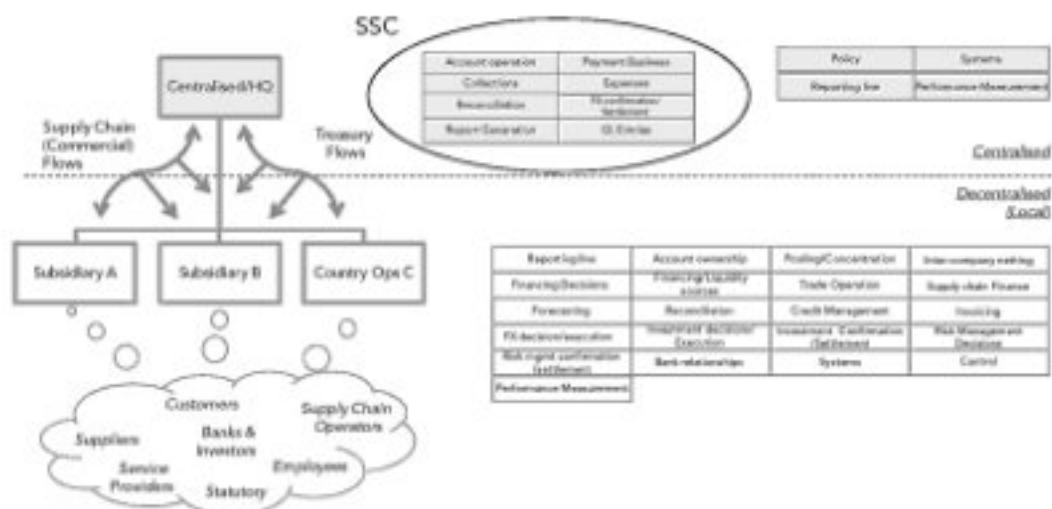 SSC
Centralised/HQ
Supply Chain
(Commercial)
Flows
Treasury
Flows
Account operation
Payment Business
Collections
Expenses
Reconciliation
FX confirmation/
Settlement
Report Generation
GL Entries
Policy
Systems
Reporting line
Performance Measurement
Centralised
Decentralised
(Local)
Subsidiary A
Subsidiary B
Country Ops C
Customers
Supply Chain
Operators
Suppliers
Banks &
Investors
Service
Providers
Employees
Statutory
Account ownership
Pooling/Concentration
Inter-company netting
Financing Decisions
Financing/Liquidity
sources
Trade Operation
Supply chain Finance
Forecasting
Reconciliation
Credit Management
Invoicing
FX decision/execution
Investment decisions/
Execution
Investment Confirmation
(Settlement)
Risk Management
Decisions
Risk mgmt confirmation
(settlement)
Bank relationships
Systems
Control
Performance Measurement